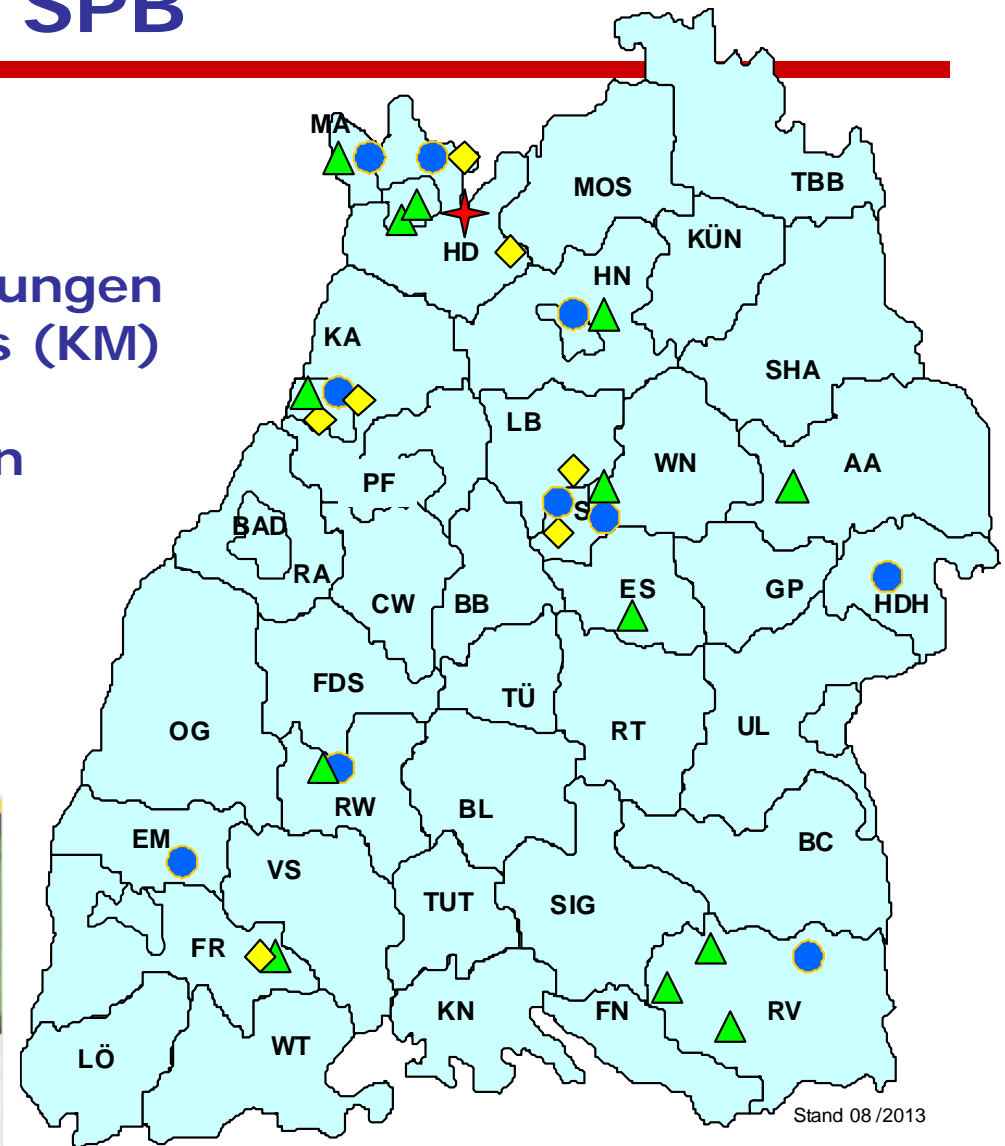 SPB
ungen
s (KM)
n
MA
MOS
TBB
HD
KÜN
HN
KA
SHA
LB
WN
AA
PF
S
BAD
RA
ES
GP
CW
BB
HDH
FDS
TÜ
OG
RT
UL
RW
BL
EM
BC
VS
TUT
SIG
FR
KN
FN
RV
LÖ
WT
Stand 08/2013